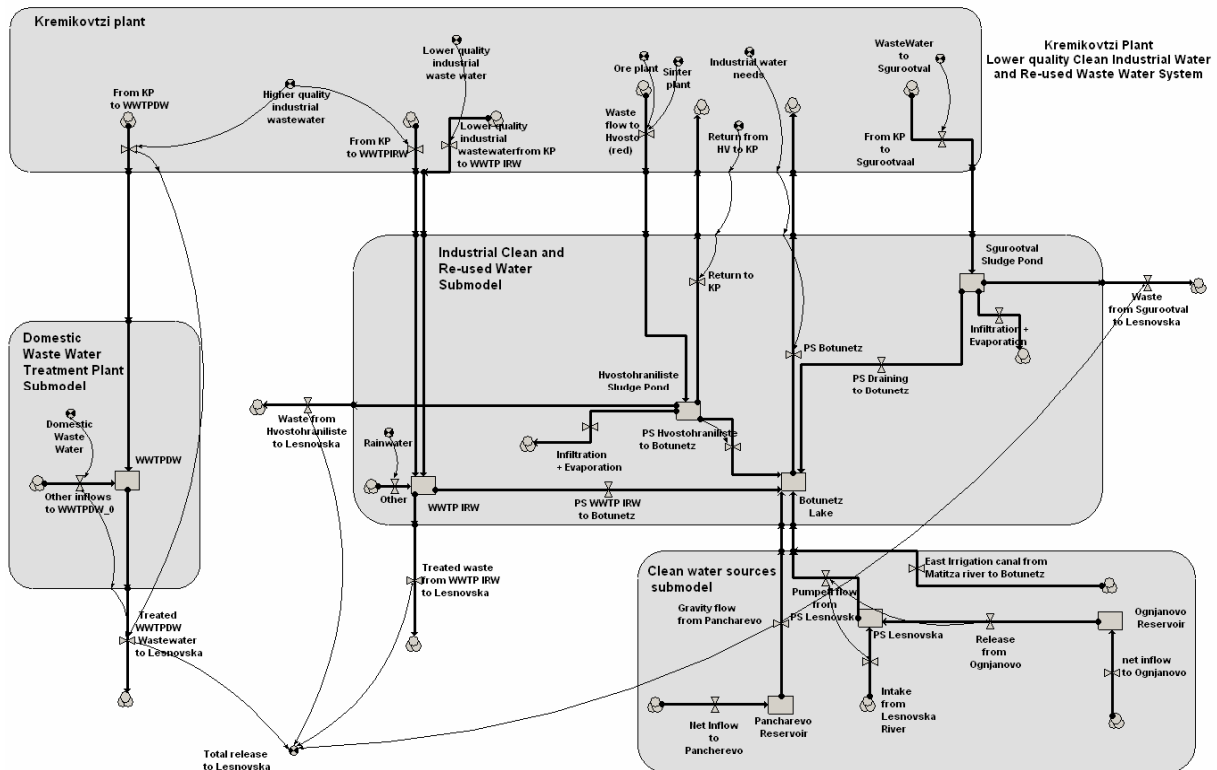 Kremikovtzi plant
Kremikovtzi Plant
Lower quality Clean Industrial Water
and Re-used Waste Water System
From KP
to WWTPDW
Higher quality
industrial
wastewater
Lower quality
industrial
waste water
From KP
to WWTPIRW
Lower quality
industrial
wastewaterfrom KP
to WWTP IRW
Ore plant
Sinter
plant
Waste
flow to
Hvosto
(red)
Industrial water
needs
Return from
HV to KP
WasteWater
to
Sgurootval
From KP
to
Sgurootvaal
Industrial Clean and
Re-used Water
Submodel
Return to
KP
Sgurootval
Sludge Pond
Waste
from Sgurootval
to Lesnovska
Infiltration +
Evaporation
PS Botunetz
PS Draining
to Botunetz
Hvostohraniliste
Sludge Pond
Waste from
Hvostohraniliste
to Lesnovska
Infiltration
+ Evaporation
PS Hvostohraniliste
to Botunetz
Rainwater
Other
WWTP IRW
PS WWTP IRW
to Botunetz
Botunetz
Lake
Domestic
Waste Water
Treatment Plant
Submodel
Domestic
Waste
Water
WWTPDW
Other inflows
to WWTPDW_0
Treated
WWTPDW
Wastewater
to Lesnovska
Treated waste
from WWTP IRW
to Lesnovska
Total release
to Lesnovska
Clean water sources
submodel
East Irrigation canal from
Matitza river to Botunetz
Gravity flow
from Pancharevo
Pumped flow
from
PS Lesnovska
PS Lesnovska
Release
from
Ognjanovo
Ognjanovo
Reservoir
net inflow
to Ognjanovo
Intake
from
Lesnovska
River
Net Inflow
to
Pancherevo
Pancharevo
Reservoir